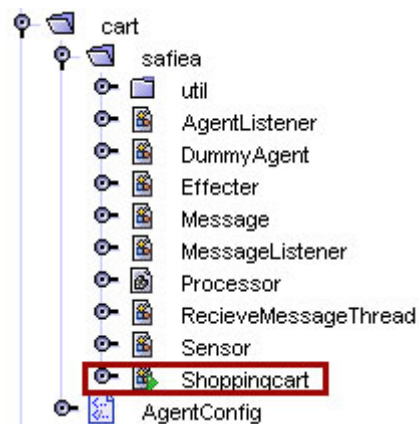 cart
safiea
util
AgentListener
DummyAgent
Effecter
Message
MessageListener
Processor
RecieveMessageThread
Sensor
Shoppingcart
AgentConfig